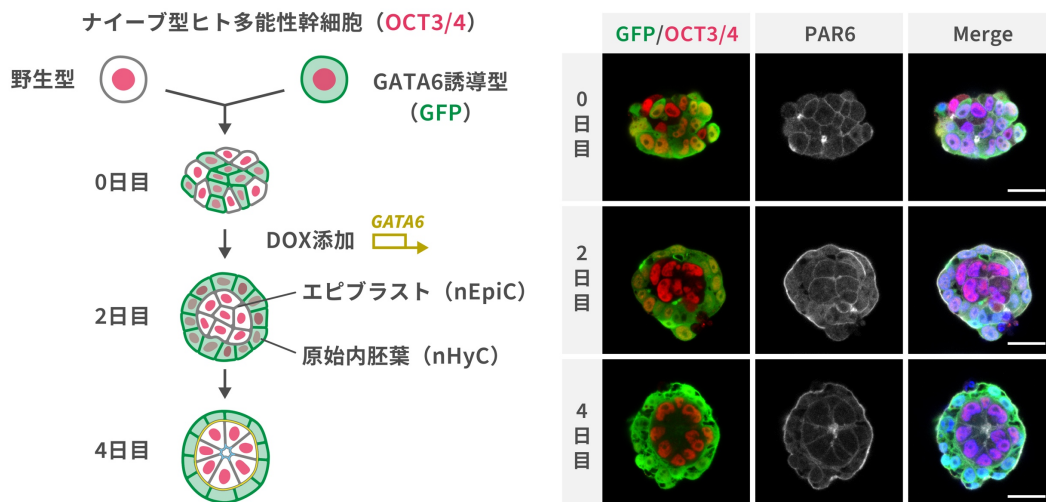 ナイーブ型ヒト多能性幹細胞（OCT3/4）
野生型
GATA6誘導型
（GFP）
0日目
DOX添加
GATA6
2日目
エピブラスト（nEpiC）
原始内胚葉（nHyC）
4日目
GFP/OCT3/4
PAR6
Merge
0日目
2日目
4日目